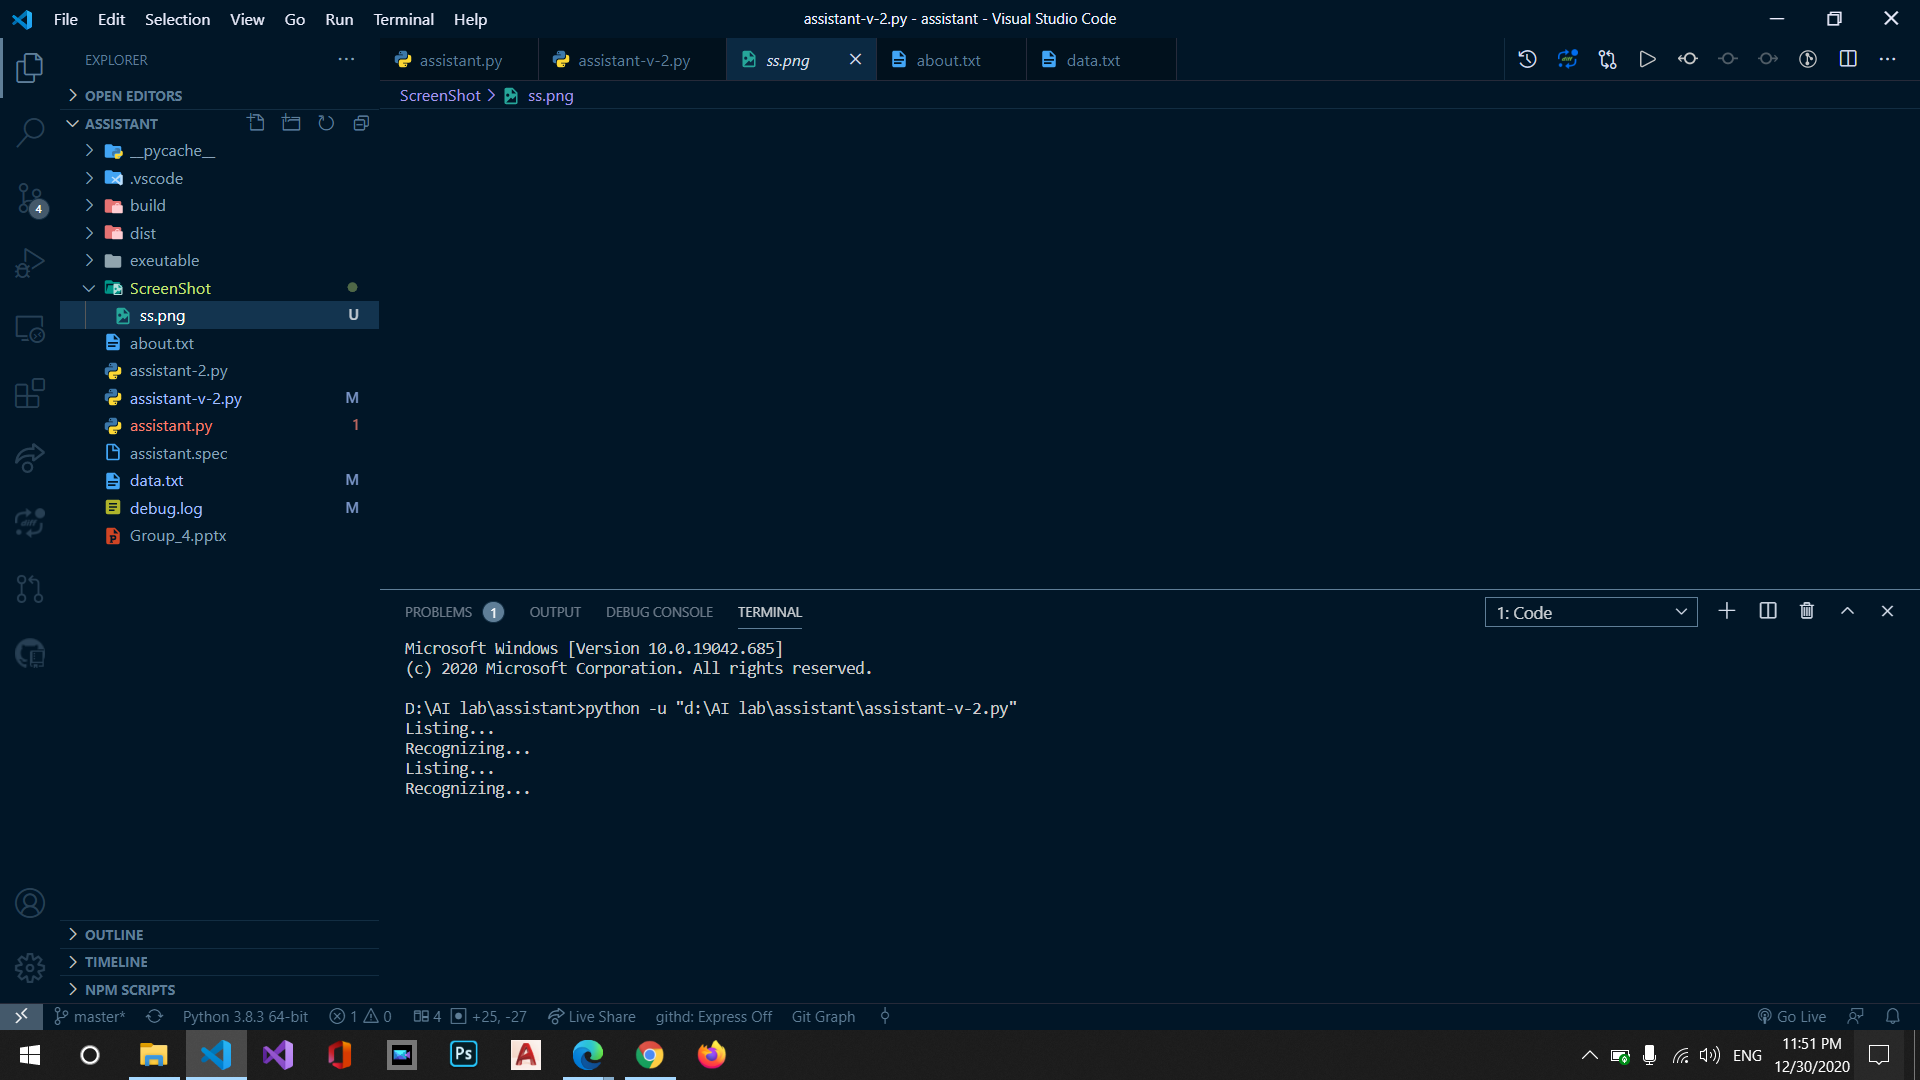 File Edit Selection View Go Run Terminal Help
assistant-v-2.py - assistant - Visual Studio Code
EXPLORER
assistant.py
assistant-v-2.py
ss.png
about.txt
data.txt
OPEN EDITORS
ScreenShot
ss.png
ASSISTANT
__pycache__
.vscode
build
dist
exeutable
ScreenShot
ss.png U
about.txt
assistant-2.py
assistant-v-2.py M
assistant.py 1
assistant.spec
data.txt M
debug.log M
Group_4.pptx
4
PROBLEMS 1 OUTPUT DEBUG CONSOLE TERMINAL
1: Code
Microsoft Windows [Version 10.0.19042.685]
(c) 2020 Microsoft Corporation. All rights reserved.
D:\AI lab\assistant>python -u "d:\AI lab\assistant\assistant-v-2.py"
Listing...
Recognizing...
Listing...
Recognizing...
OUTLINE
TIMELINE
NPM SCRIPTS
master* Python 3.8.3 64-bit 1 0 4 +25, -27 Live Share githd: Express Off Git Graph Go Live
Ps
ENG
11:51 PM
12/30/2020